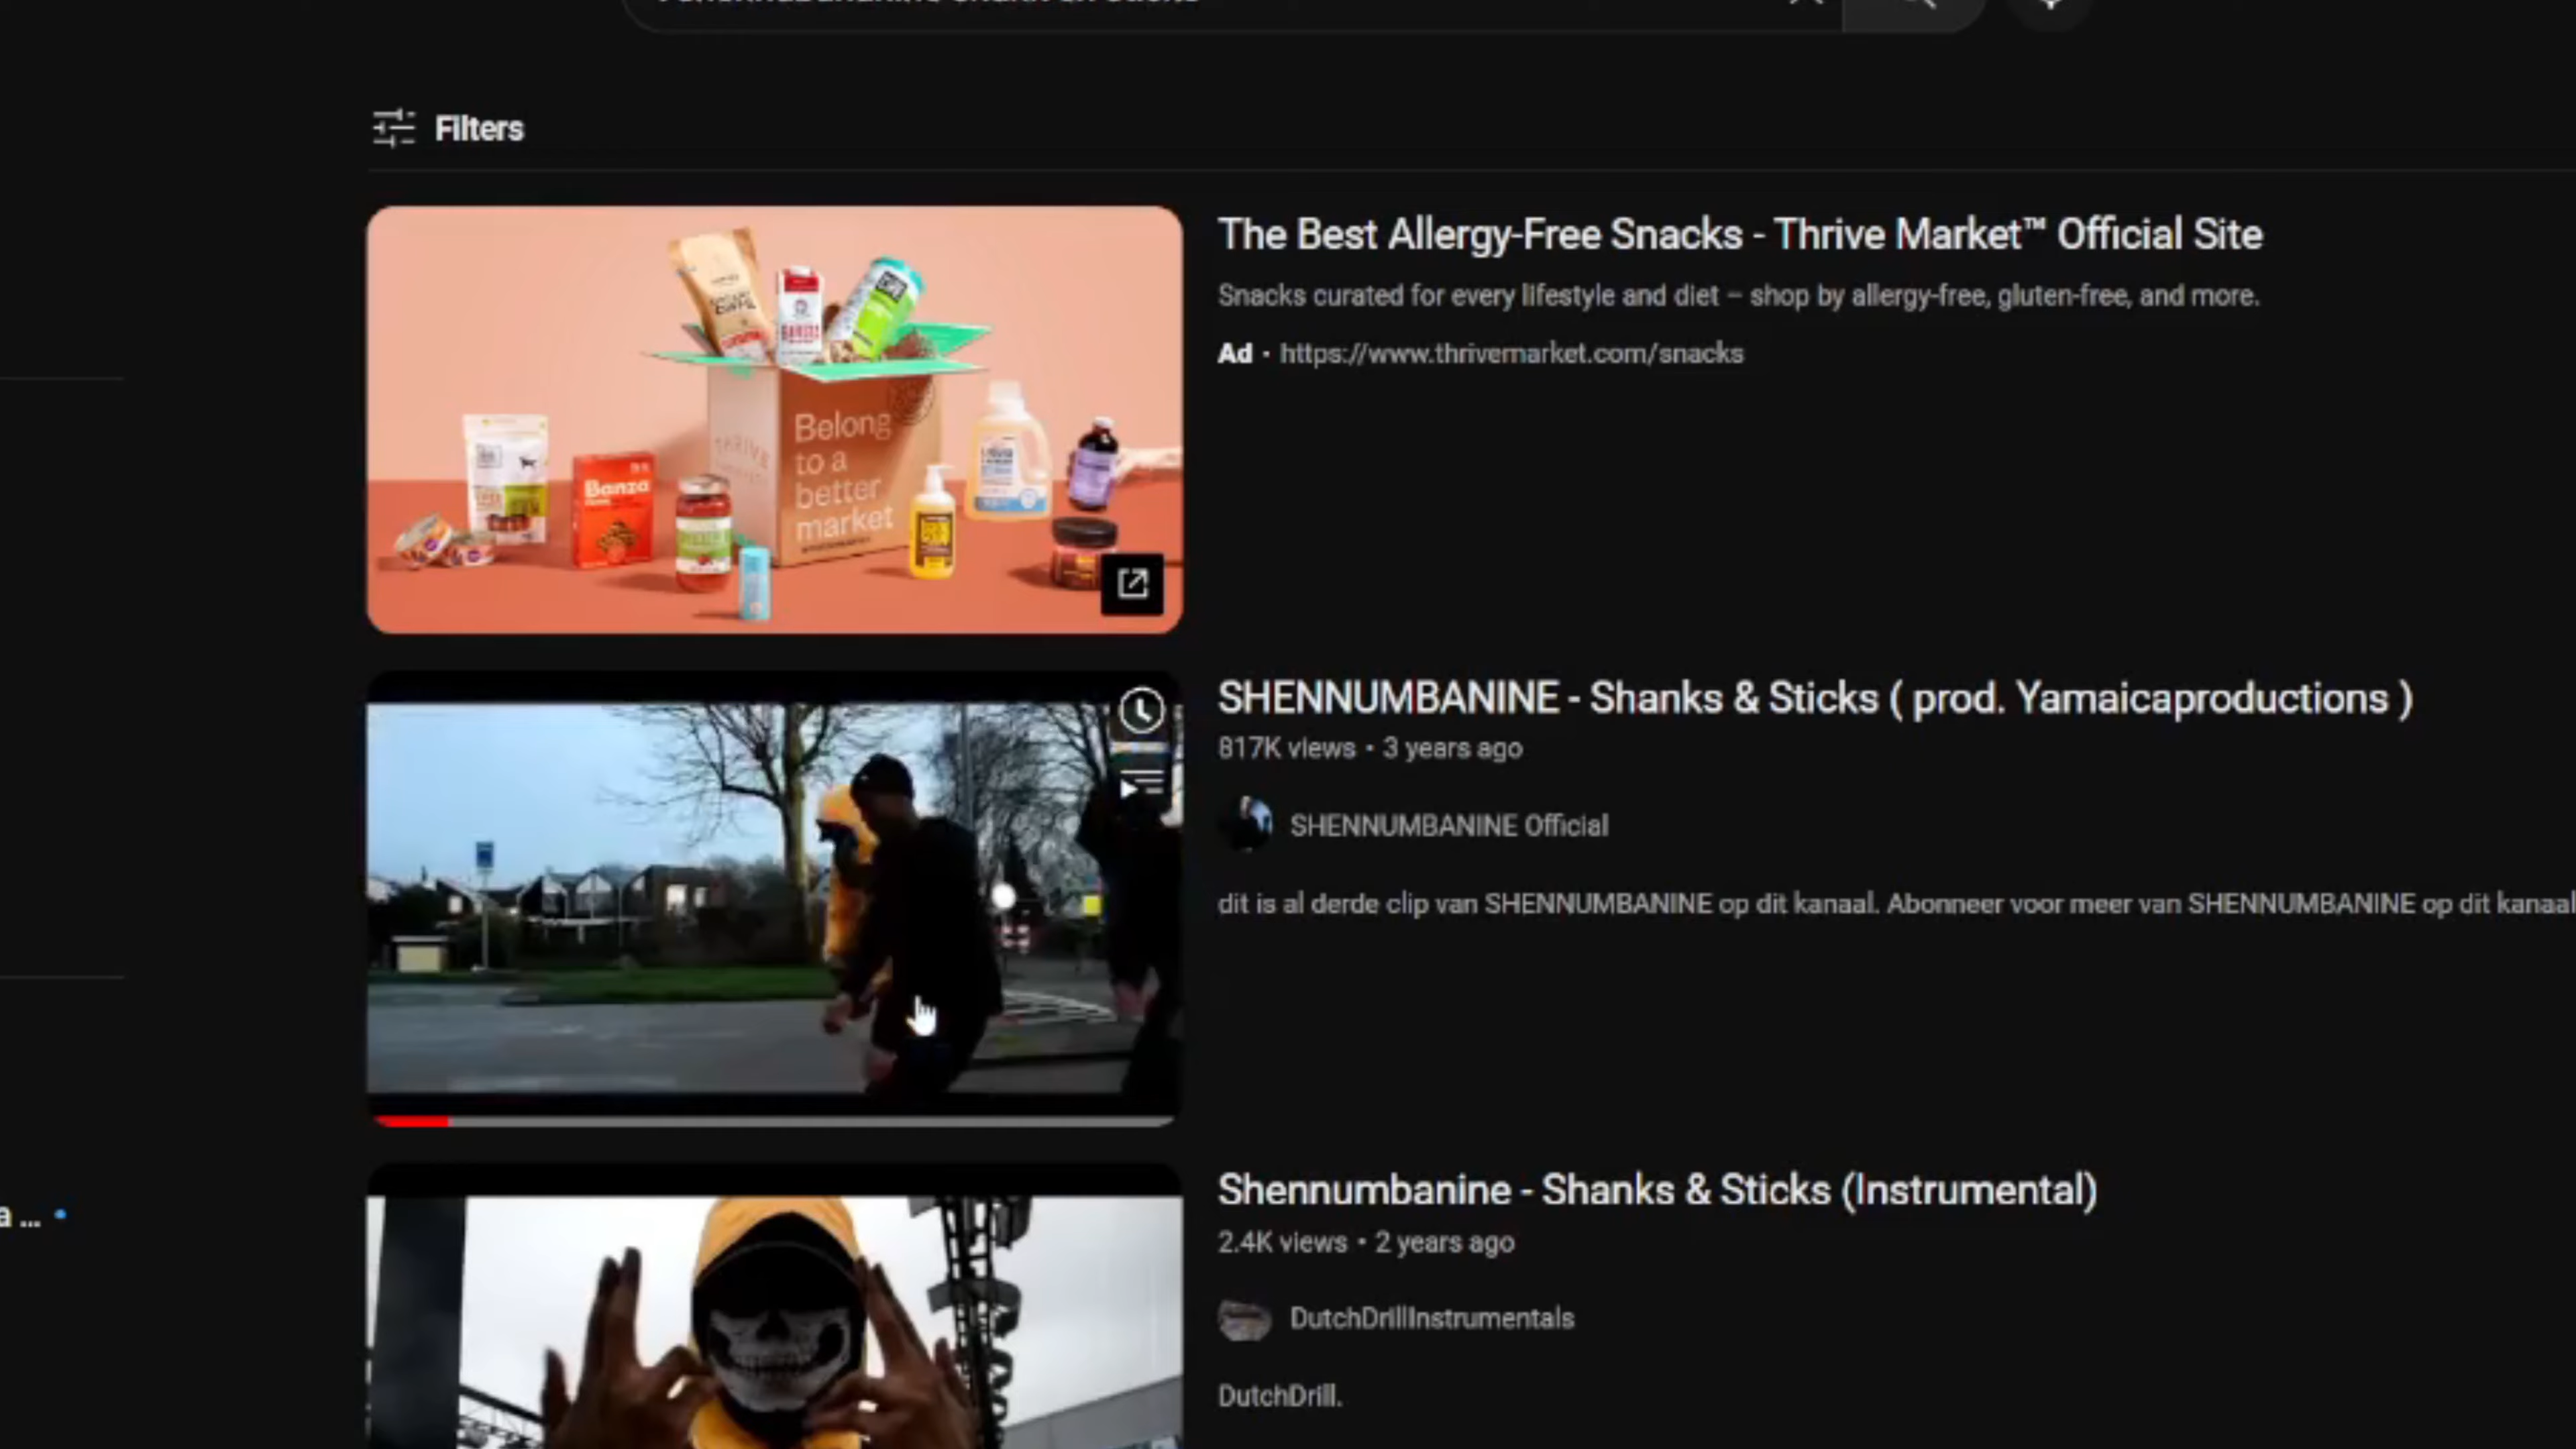 Filters
The Best Allergy-Free Snacks - Thrive Market™ Official Site
Snacks curated for every lifestyle and diet – shop by allergy-free, gluten-free, and more.
Ad · https://www.thrivemarket.com/snacks
Belong
to a
better
market
Banza
SHENNUMBANINE - Shanks & Sticks ( prod. Yamaicaproductions )
817K views • 3 years ago
SHENNUMBANINE Official
dit is al derde clip van SHENNUMBANINE op dit kanaal. Abonneer voor meer van SHENNUMBANINE op dit kanaal
a ...
Shennumbanine - Shanks & Sticks (Instrumental)
2.4K views • 2 years ago
DutchDrillInstrumentals
DutchDrill.